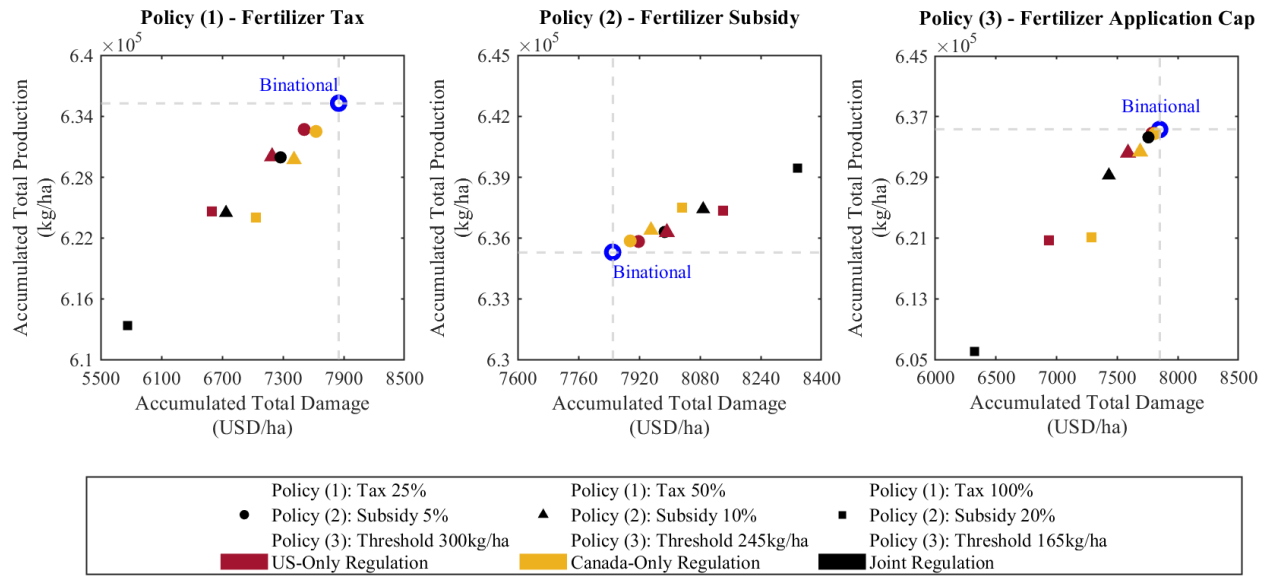 Policy (1) - Fertilizer Tax
×10⁵
6.4
6.34
6.28
6.22
6.16
6.1
Accumulated Total Production
(kg/ha)
Binational
5500 6100 6700 7300 7900 8500
Accumulated Total Damage
(USD/ha)
Policy (2) - Fertilizer Subsidy
×10⁵
6.45
6.42
6.39
6.36
6.33
6.3
Accumulated Total Production
(kg/ha)
Binational
7600 7760 7920 8080 8240 8400
Accumulated Total Damage
(USD/ha)
Policy (3) - Fertilizer Application Cap
×10⁵
6.45
6.37
6.29
6.21
6.13
6.05
Accumulated Total Production
(kg/ha)
Binational
6000 6500 7000 7500 8000 8500
Accumulated Total Damage
(USD/ha)
Policy (1): Tax 25%
Policy (2): Subsidy 5%
Policy (3): Threshold 300kg/ha
Policy (1): Tax 50%
Policy (2): Subsidy 10%
Policy (3): Threshold 245kg/ha
Policy (1): Tax 100%
Policy (2): Subsidy 20%
Policy (3): Threshold 165kg/ha
US-Only Regulation
Canada-Only Regulation
Joint Regulation